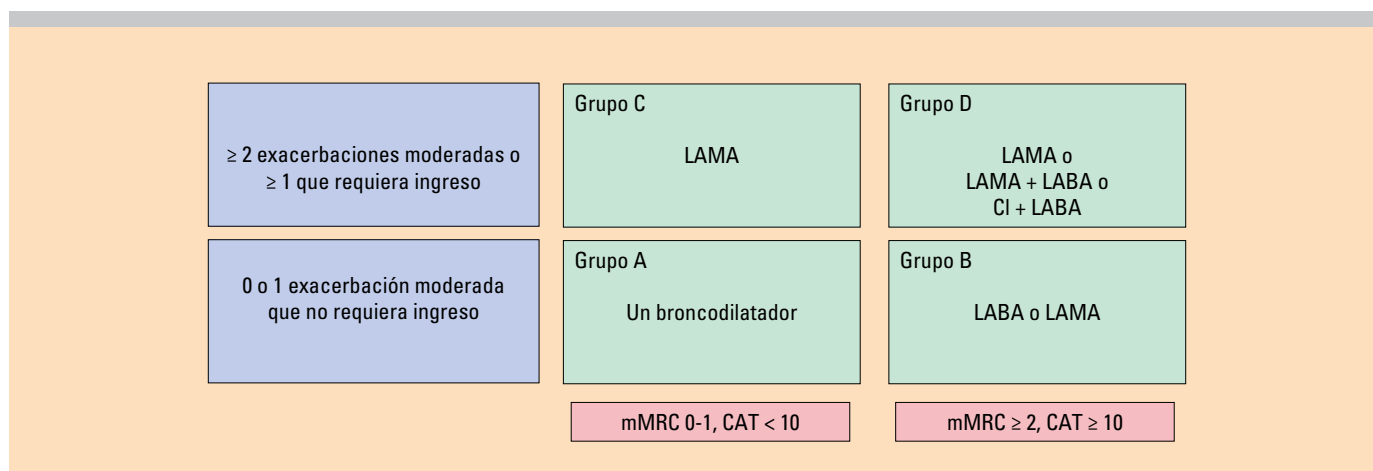 ≥ 2 exacerbaciones moderadas o
≥ 1 que requiera ingreso
Grupo C
LAMA
Grupo D
LAMA o
LAMA + LABA o
CI + LABA
0 o 1 exacerbación moderada
que no requiera ingreso
Grupo A
Un broncodilatador
Grupo B
LABA o LAMA
mMRC 0-1, CAT < 10
mMRC ≥ 2, CAT ≥ 10